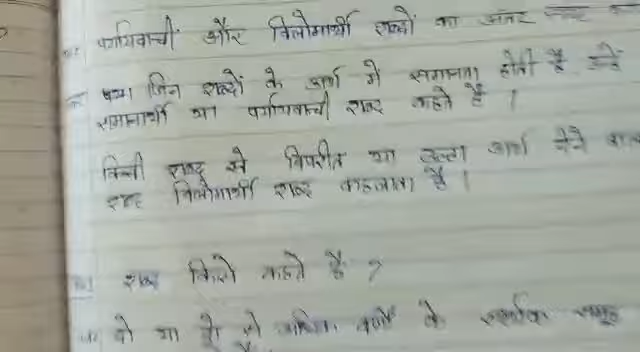 पर्यायवाची और विलोमार्थी शब्दों का अंतर
जिन शब्दों के अर्थ में समानता होती है उन्हें
समानार्थी या पर्यायवाची शब्द कहते है ।
किसी शब्द से विपरीत या उल्टा अर्थ देने वाले
शब्द विलोमार्थी शब्द कहलाता है ।
शब्द किसे कहते है ?
दो या दो से अधिक वर्णों के सार्थक समूह